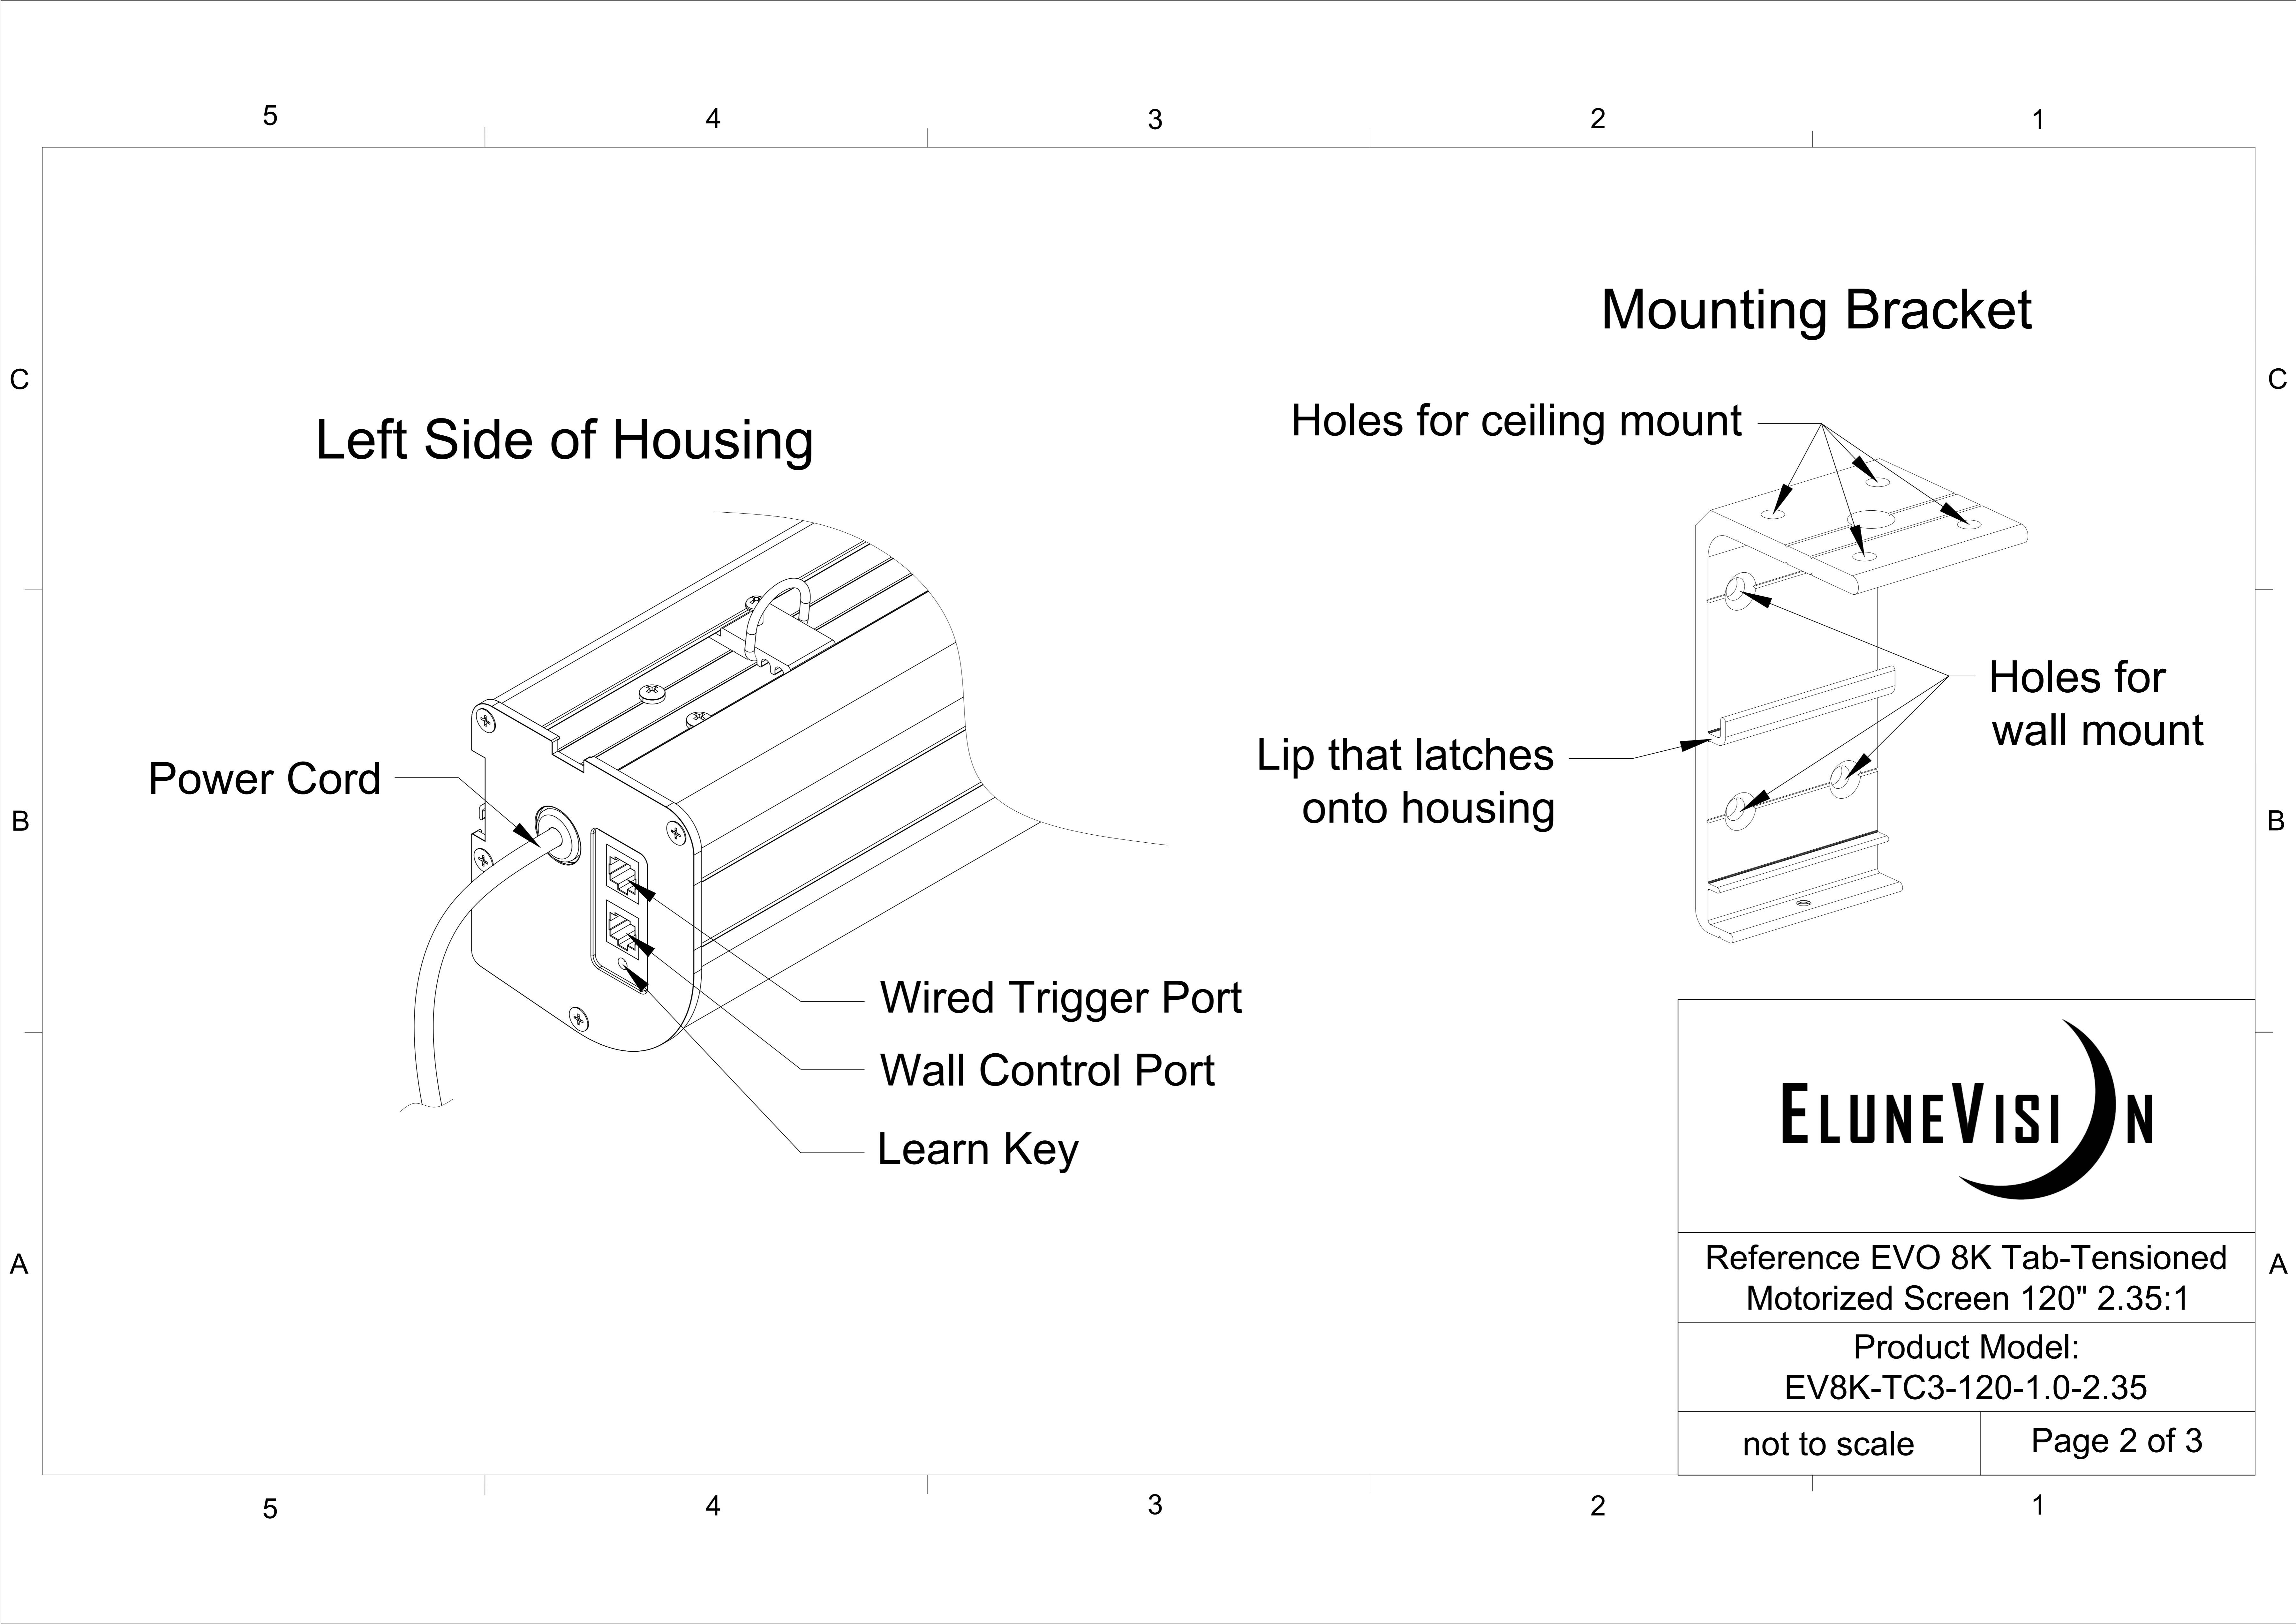 5 4 3 2 1
Mounting Bracket
C C
Holes for ceiling mount
Left Side of Housing
Holes for
wall mount
Lip that latches
onto housing
Power Cord
B B
Wired Trigger Port
Wall Control Port
Learn Key
ELUNEVISION
A A
Reference EVO 8K Tab-Tensioned
Motorized Screen 120" 2.35:1
Product Model:
EV8K-TC3-120-1.0-2.35
not to scale
Page 2 of 3
5 4 3 2 1